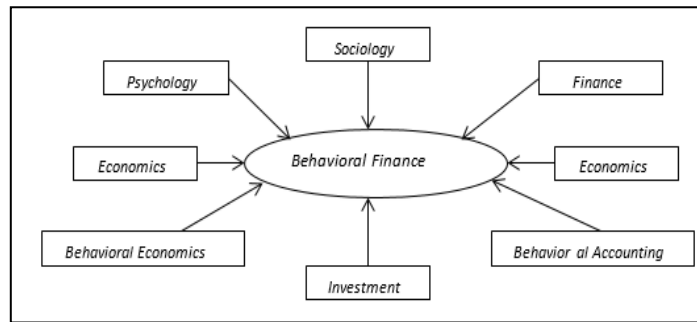 Sociology
Psychology
Finance
Economics
Behavioral Finance
Economics
Behavioral Economics
Behavior al Accounting
Investment